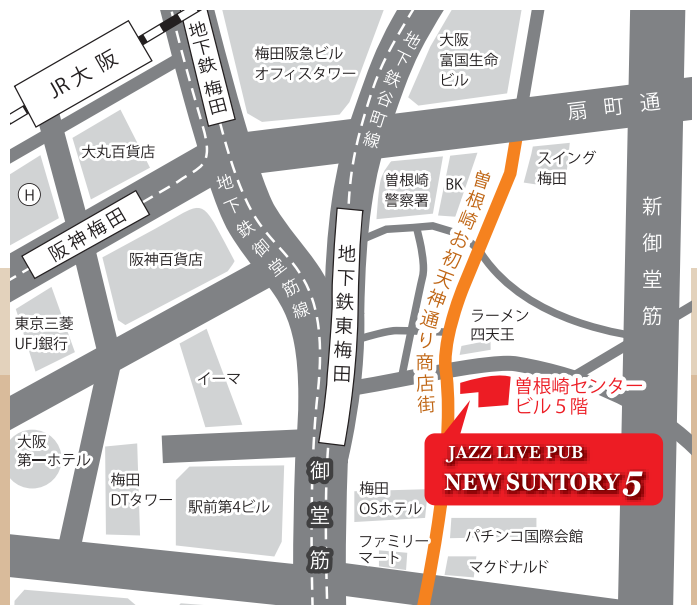 JR大阪
地下鉄 梅田
梅田阪急ビル
オフィスタワー
地下鉄谷町線
大阪
富国生命
ビル
扇町通
大丸百貨店
H
阪神梅田
阪神百貨店
地下鉄御堂筋線
曽根崎
警察署
BK
曽根崎お初天神通り商店街
スイング
梅田
新御堂筋
地下鉄東梅田
東京三菱
UFJ銀行
イーマ
ラーメン
四天王
曽根崎センター
ビル5階
JAZZ LIVE PUB
NEW SUNTORY 5
大阪
第一ホテル
梅田
DTタワー
駅前第4ビル
御堂筋
梅田
OSホテル
ファミリー
マート
パチンコ国際会館
マクドナルド